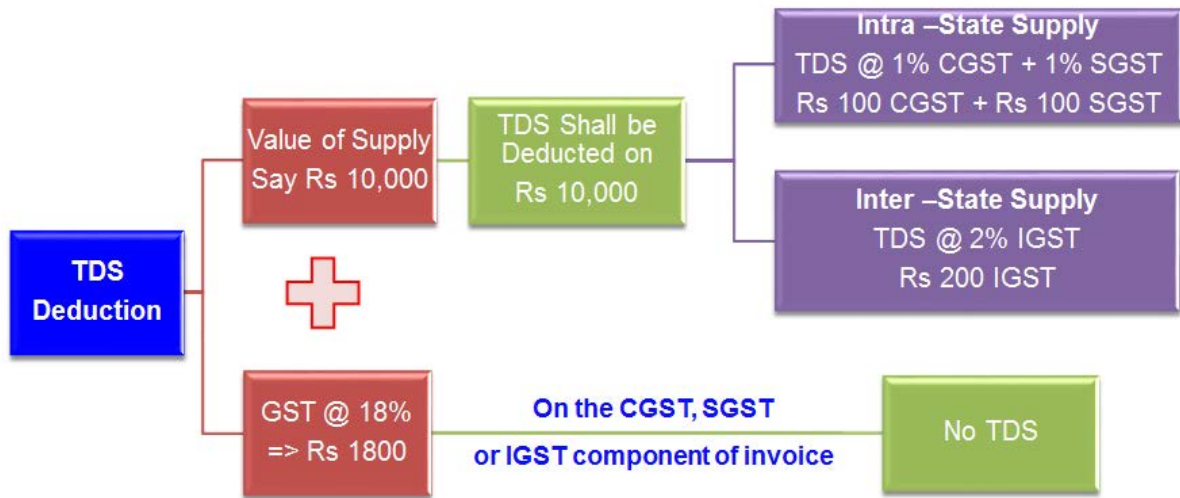 TDS
Deduction
Value of Supply
Say Rs 10,000
TDS Shall be
Deducted on
Rs 10,000
Intra –State Supply
TDS @ 1% CGST + 1% SGST
Rs 100 CGST + Rs 100 SGST
Inter –State Supply
TDS @ 2% IGST
Rs 200 IGST
GST @ 18%
=> Rs 1800
On the CGST, SGST
or IGST component of invoice
No TDS